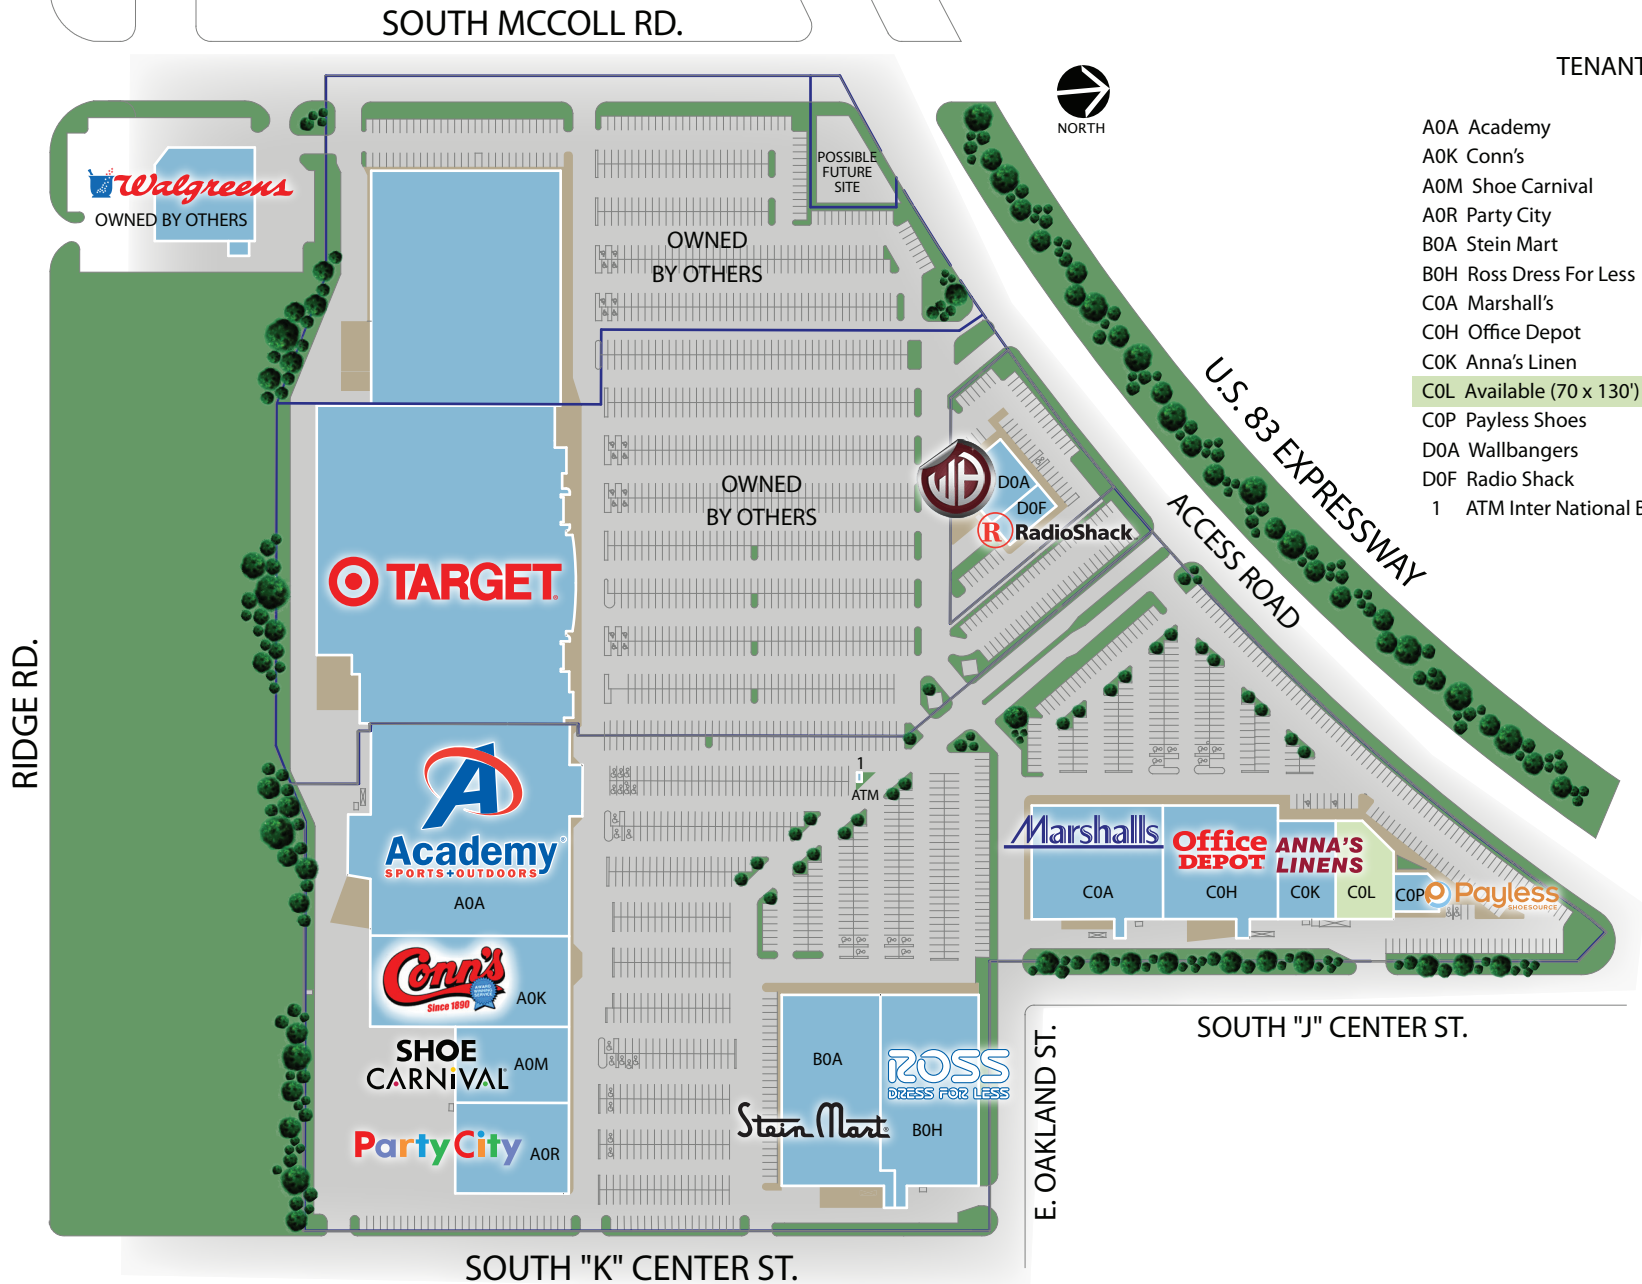 SOUTH MCCOLL RD.
NORTH
TENANT
A0A Academy
A0K Conn's
A0M Shoe Carnival
A0R Party City
B0A Stein Mart
B0H Ross Dress For Less
C0A Marshall's
C0H Office Depot
C0K Anna's Linen
C0L Available (70 x 130')
C0P Payless Shoes
D0A Wallbangers
D0F Radio Shack
1 ATM Inter National B
Walgreens
OWNED BY OTHERS
POSSIBLE
FUTURE
SITE
OWNED
BY OTHERS
U.S. 83 EXPRESSWAY
ACCESS ROAD
OWNED
BY OTHERS
WB
D0A
D0F
R RadioShack
TARGET
RIDGE RD.
1
ATM
A
Academy
SPORTS+OUTDOORS
A0A
Marshalls
Office
DEPOT
ANNA'S
LINENS
C0A
C0H
C0K
C0L
C0P
Payless
SHOESOURCE
Conn's
Since 1890
A0K
SHOE
CARNIVAL
A0M
Party City
A0R
B0A
ROSS
DRESS FOR LESS
Stein Mart
B0H
E. OAKLAND ST.
SOUTH "J" CENTER ST.
SOUTH "K" CENTER ST.